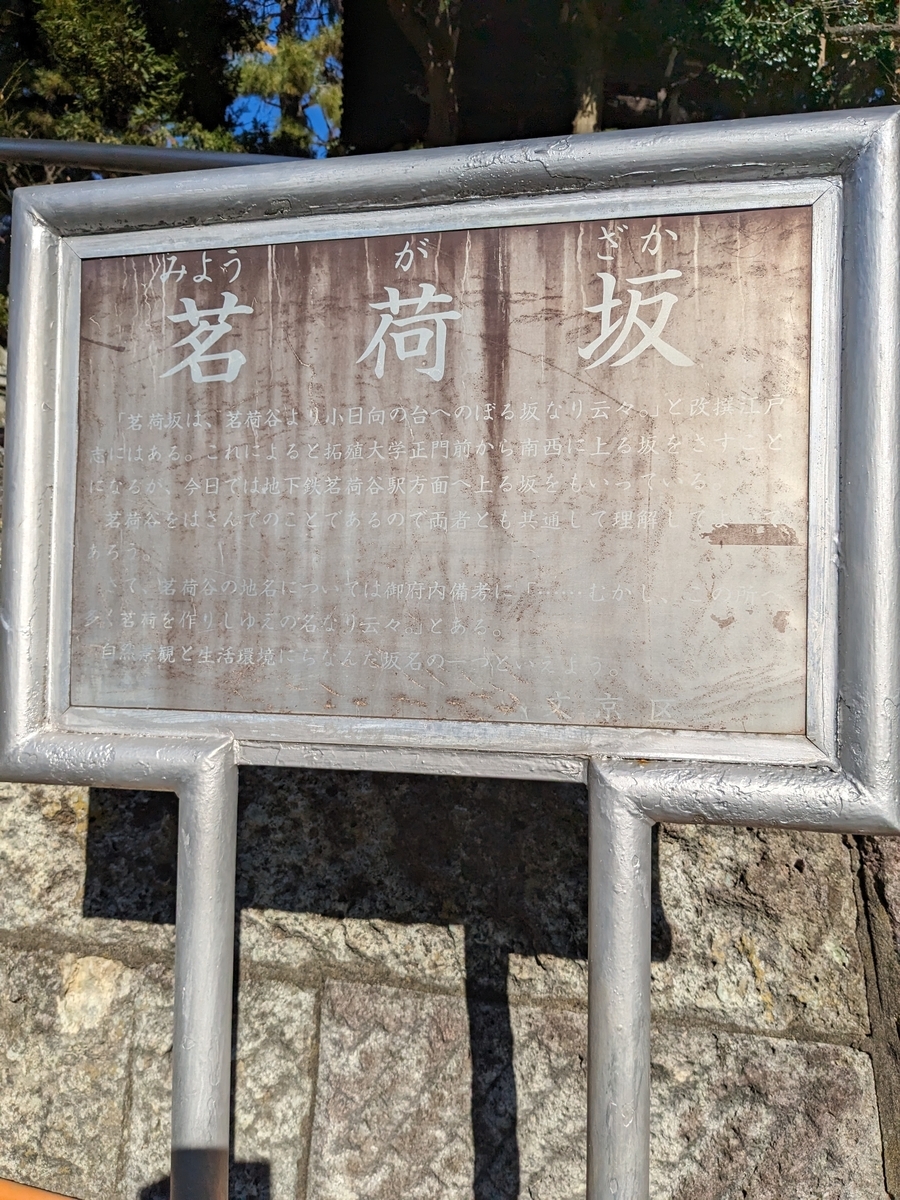 みょう が ざか
茗荷坂
「茗荷坂は、茗荷谷より小日向の台へのぼる坂なり云々。」と改撰江戸
志にはある。これによると拓殖大学正門前から南西に上る坂をさすこと
になるが、今日では地下鉄茗荷谷駅方面へ上る坂をもいっている。
茗荷谷をはさんでのことであるので両者とも共通して理解して
あろう。
さて、茗荷谷の地名については御府内備考に「……むかし、この所へ
多く茗荷を作りしゆえの名なり云々。」とある。
自然景観と生活環境にちなんだ坂名の一つといえよう。
文京区